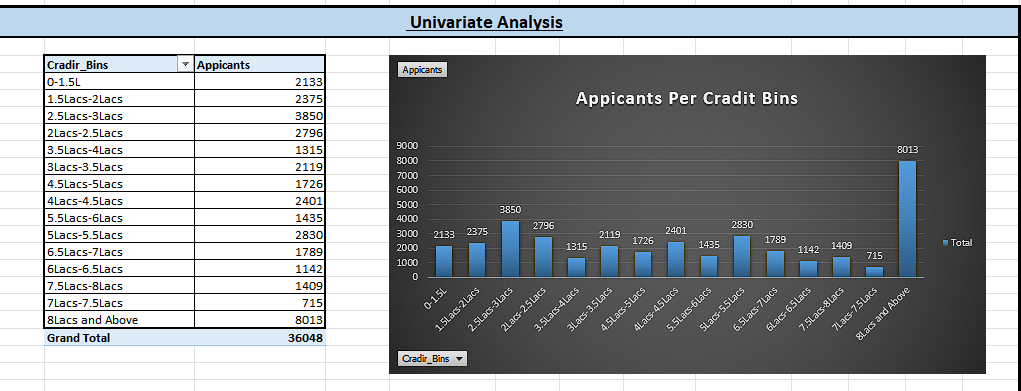 Univariate Analysis
Cradir_Bins Appicants
0-1.5L 2133
1.5Lacs-2Lacs 2375
2.5Lacs-3Lacs 3850
2Lacs-2.5Lacs 2796
3.5Lacs-4Lacs 1315
3Lacs-3.5Lacs 2119
4.5Lacs-5Lacs 1726
4Lacs-4.5Lacs 2401
5.5Lacs-6Lacs 1435
5Lacs-5.5Lacs 2830
6.5Lacs-7Lacs 1789
6Lacs-6.5Lacs 1142
7.5Lacs-8Lacs 1409
7Lacs-7.5Lacs 715
8Lacs and Above 8013
Grand Total 36048
Appicants
Appicants Per Cradit Bins
9000
8000
7000
6000
5000
4000
3000
2000
1000
0
2133 2375 3850 2796 1315 2119 1726 2401 1435 2830 1789 1142 1409 715 8013
Total
0-1.5L
1.5Lacs-2Lacs
2.5Lacs-3Lacs
2Lacs-2.5Lacs
3.5Lacs-4Lacs
3Lacs-3.5Lacs
4.5Lacs-5Lacs
4Lacs-4.5Lacs
5.5Lacs-6Lacs
5Lacs-5.5Lacs
6.5Lacs-7Lacs
6Lacs-6.5Lacs
7.5Lacs-8Lacs
7Lacs-7.5Lacs
8Lacs and Above
Cradir_Bins